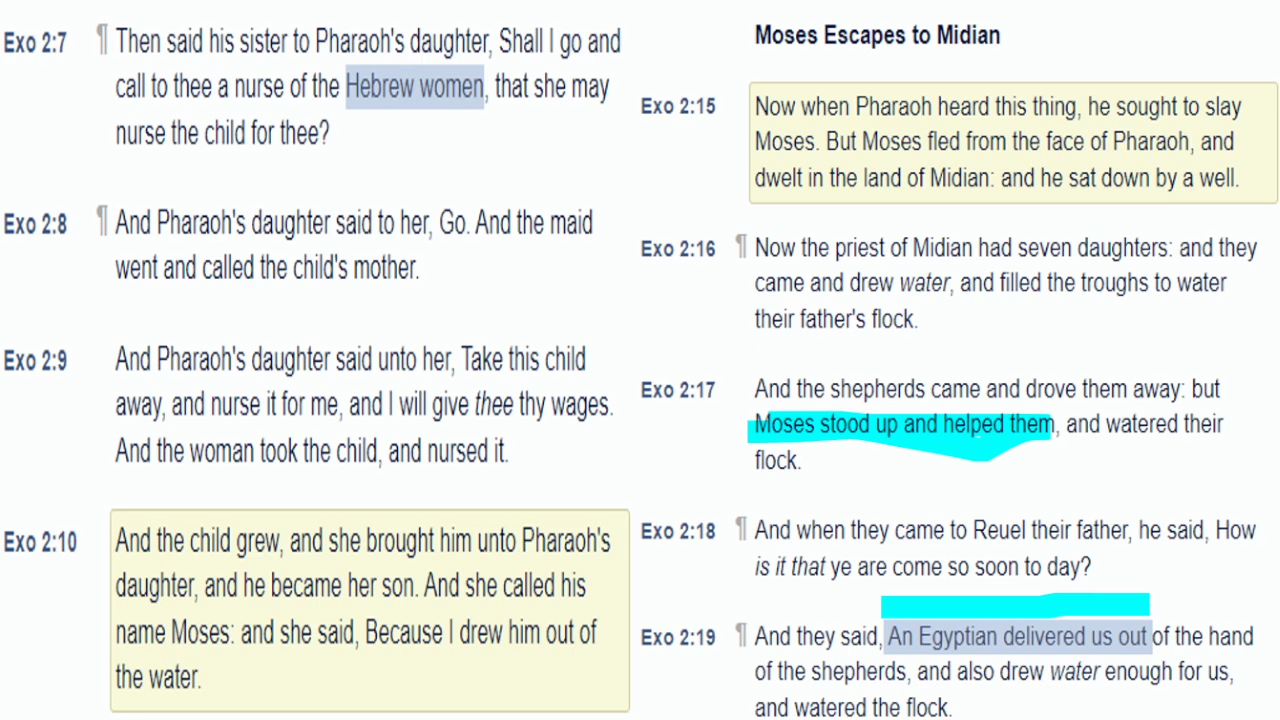 Exo 2:7 ¶ Then said his sister to Pharaoh's daughter, Shall I go and
call to thee a nurse of the Hebrew women, that she may
nurse the child for thee?
Exo 2:8 ¶ And Pharaoh's daughter said to her, Go. And the maid
went and called the child's mother.
Exo 2:9 And Pharaoh's daughter said unto her, Take this child
away, and nurse it for me, and I will give thee thy wages.
And the woman took the child, and nursed it.
Exo 2:10 And the child grew, and she brought him unto Pharaoh's
daughter, and he became her son. And she called his
name Moses: and she said, Because I drew him out of
the water.
Moses Escapes to Midian
Exo 2:15 Now when Pharaoh heard this thing, he sought to slay
Moses. But Moses fled from the face of Pharaoh, and
dwelt in the land of Midian: and he sat down by a well.
Exo 2:16 ¶ Now the priest of Midian had seven daughters: and they
came and drew water, and filled the troughs to water
their father's flock.
Exo 2:17 And the shepherds came and drove them away: but
Moses stood up and helped them, and watered their
flock.
Exo 2:18 ¶ And when they came to Reuel their father, he said, How
is it that ye are come so soon to day?
Exo 2:19 ¶ And they said, An Egyptian delivered us out of the hand
of the shepherds, and also drew water enough for us,
and watered the flock.